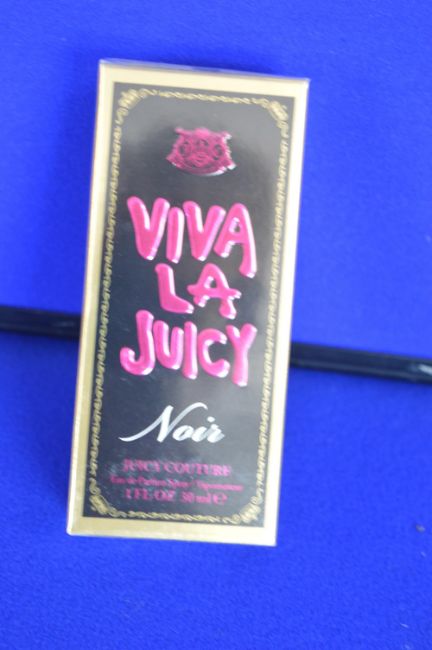 VIVA
LA
JUICY
Noir
JUICY COUTURE
Eau de Parfum Spray / Vaporisateur
1 FL OZ 30 ml ℮